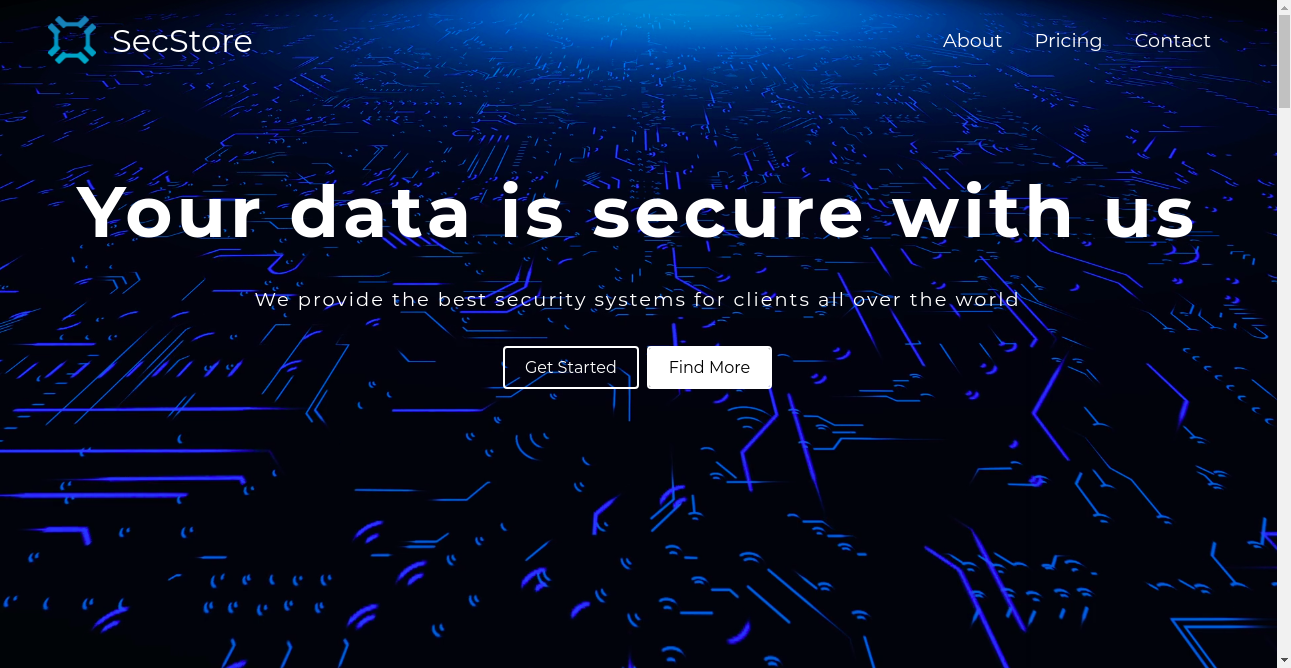 SecStore
About Pricing Contact
Your data is secure with us
We provide the best security systems for clients all over the world
Get Started Find More